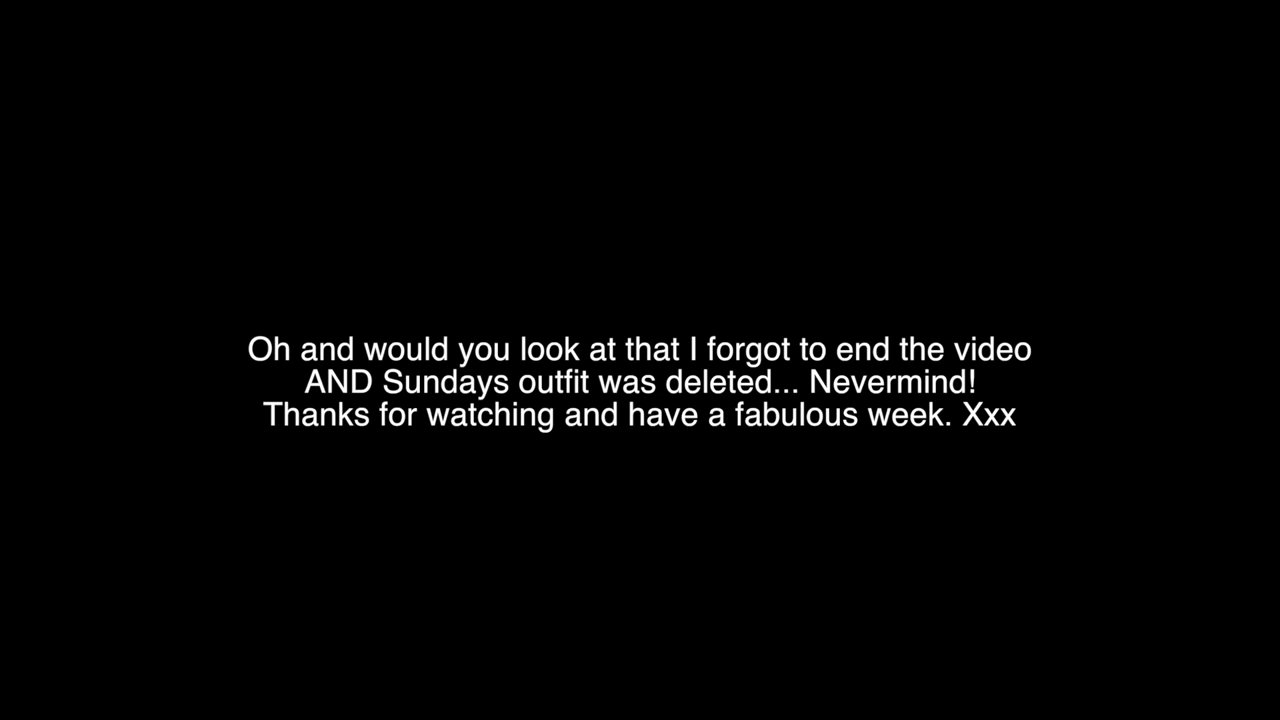 Oh and would you look at that I forgot to end the video
AND Sundays outfit was deleted... Nevermind!
Thanks for watching and have a fabulous week. Xxx